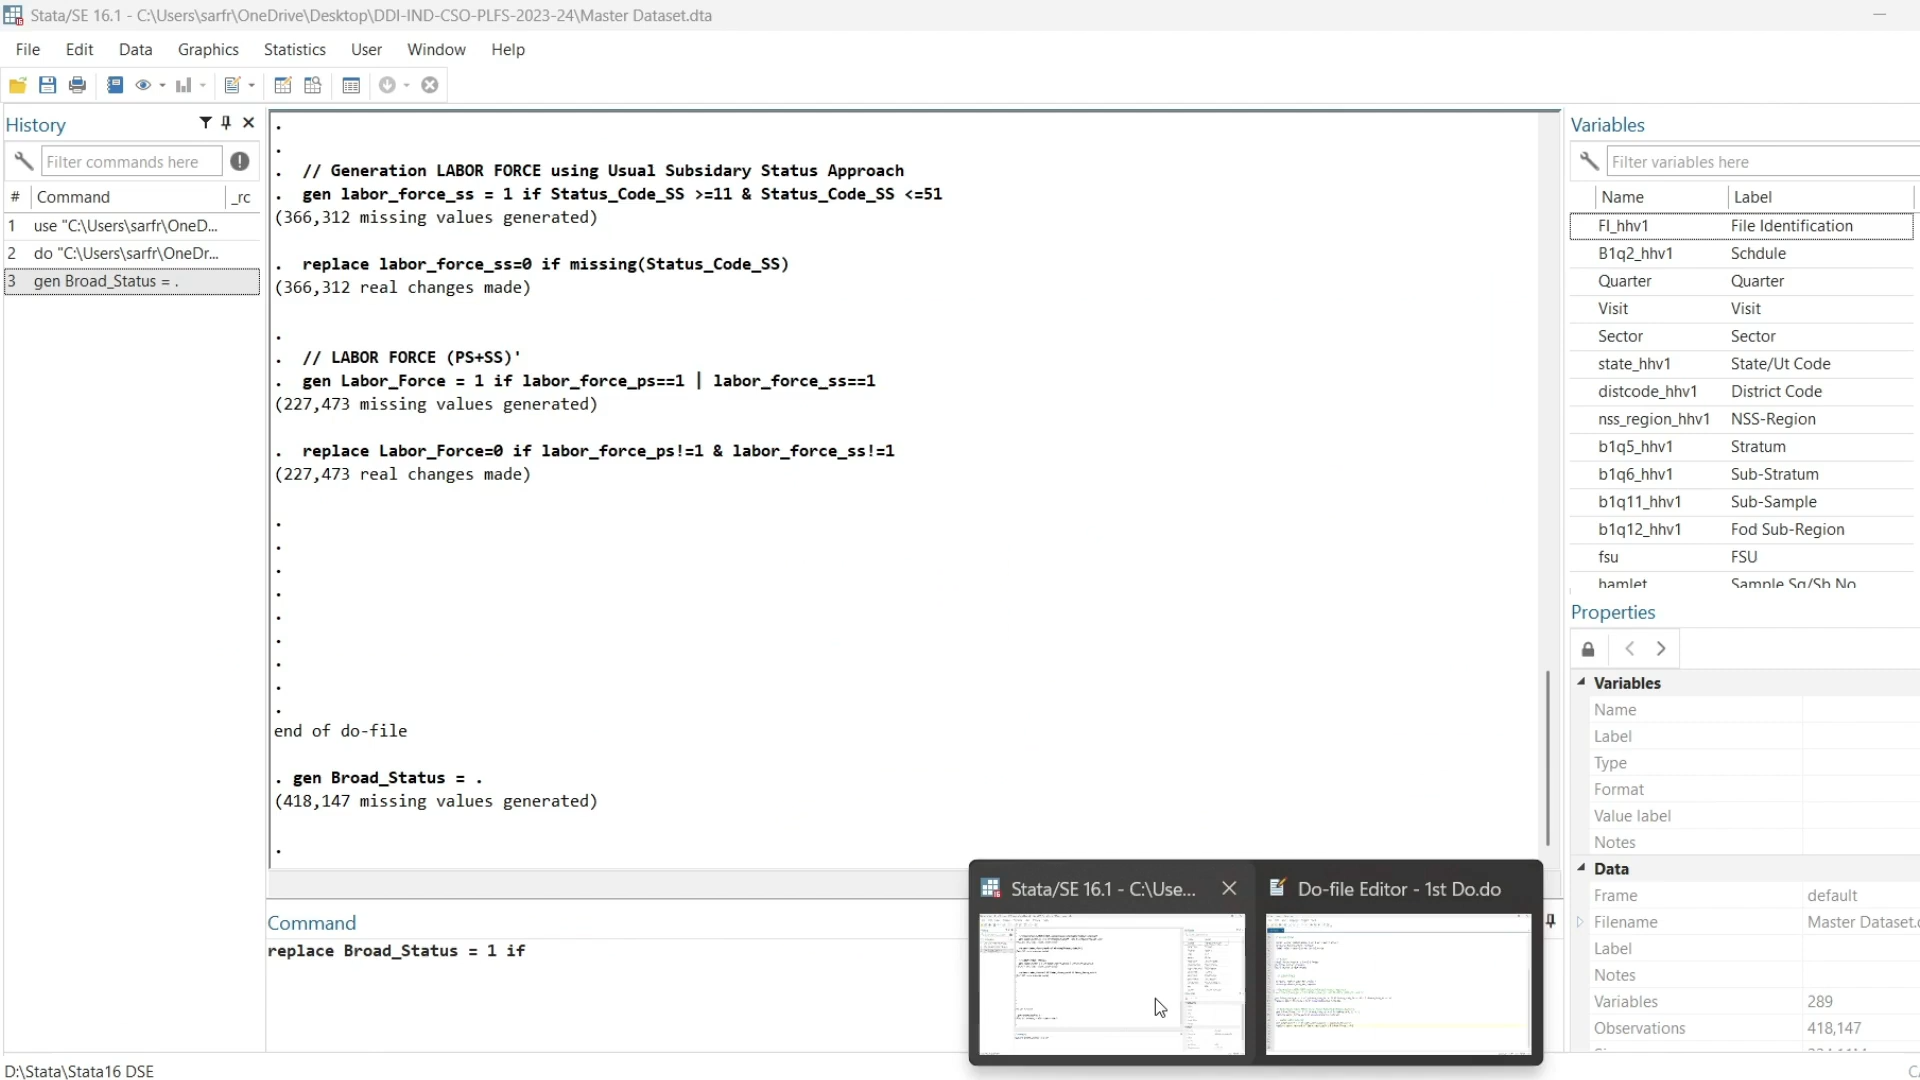 Stata/SE 16.1 - C:\Users\sarfr\OneDrive\Desktop\DDI-IND-CSO-PLFS-2023-24\Master Dataset.dta
File Edit Data Graphics Statistics User Window Help
History
Filter commands here
# Command _rc
1 use "C:\Users\sarfr\OneD...
2 do "C:\Users\sarfr\OneDr...
3 gen Broad_Status = .
.
.
. // Generation LABOR FORCE using Usual Subsidary Status Approach
. gen labor_force_ss = 1 if Status_Code_SS >=11 & Status_Code_SS <=51
(366,312 missing values generated)
. replace labor_force_ss=0 if missing(Status_Code_SS)
(366,312 real changes made)
.
. // LABOR FORCE (PS+SS)'
. gen Labor_Force = 1 if labor_force_ps==1 | labor_force_ss==1
(227,473 missing values generated)
. replace Labor_Force=0 if labor_force_ps!=1 & labor_force_ss!=1
(227,473 real changes made)
.
.
.
.
.
.
.
.
.
end of do-file
. gen Broad_Status = .
(418,147 missing values generated)
.
Command
replace Broad_Status = 1 if
Stata/SE 16.1 - C:\Use...
Do-file Editor - 1st Do.do
Variables
Filter variables here
Name Label
FI_hhv1 File Identification
B1q2_hhv1 Schdule
Quarter Quarter
Visit Visit
Sector Sector
state_hhv1 State/Ut Code
distcode_hhv1 District Code
nss_region_hhv1 NSS-Region
b1q5_hhv1 Stratum
b1q6_hhv1 Sub-Stratum
b1q11_hhv1 Sub-Sample
b1q12_hhv1 Fod Sub-Region
fsu FSU
hamlet Sample Sg/Sb No
Properties
Variables
Name
Label
Type
Format
Value label
Notes
Data
Frame default
Filename Master Dataset.
Label
Notes
Variables 289
Observations 418,147
D:\Stata\Stata16 DSE